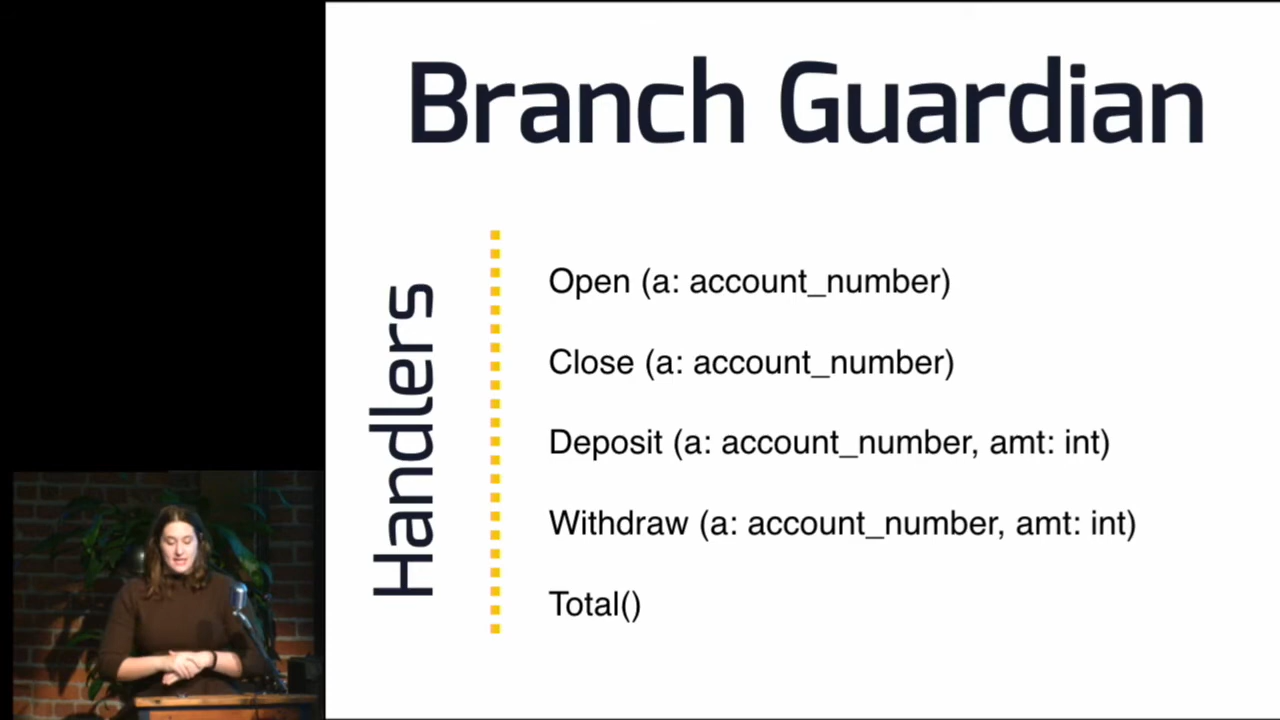 Branch Guardian
Handlers
Open (a: account_number)
Close (a: account_number)
Deposit (a: account_number, amt: int)
Withdraw (a: account_number, amt: int)
Total()